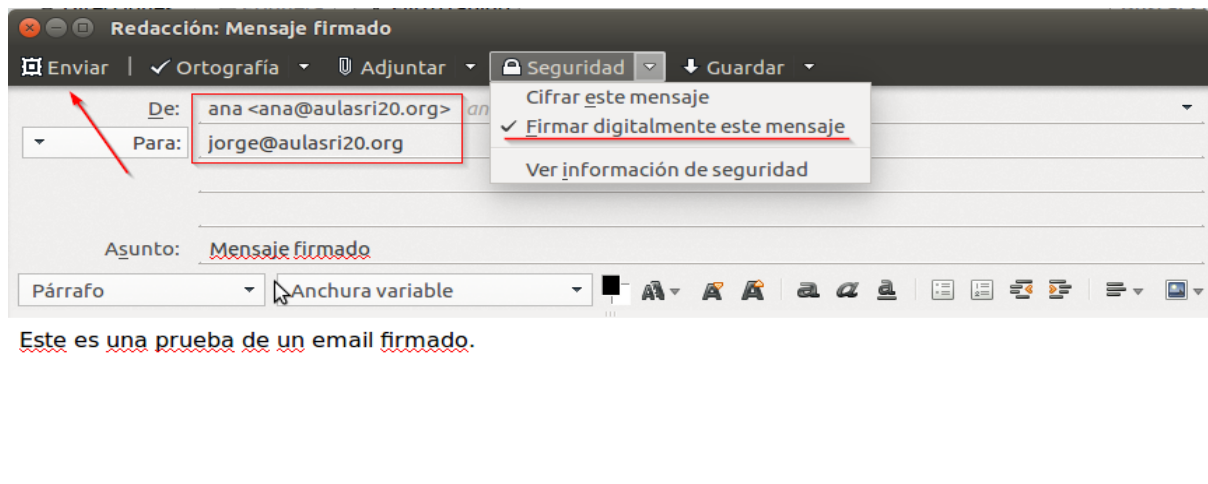 Redacción: Mensaje firmado
Enviar | Ortografía Adjuntar Seguridad Guardar
Cifrar este mensaje
Firmar digitalmente este mensaje
Ver información de seguridad
De: ana <ana@aulasri20.org> an
Para: jorge@aulasri20.org
Asunto: Mensaje firmado
Párrafo Anchura variable
Este es una prueba de un email firmado.